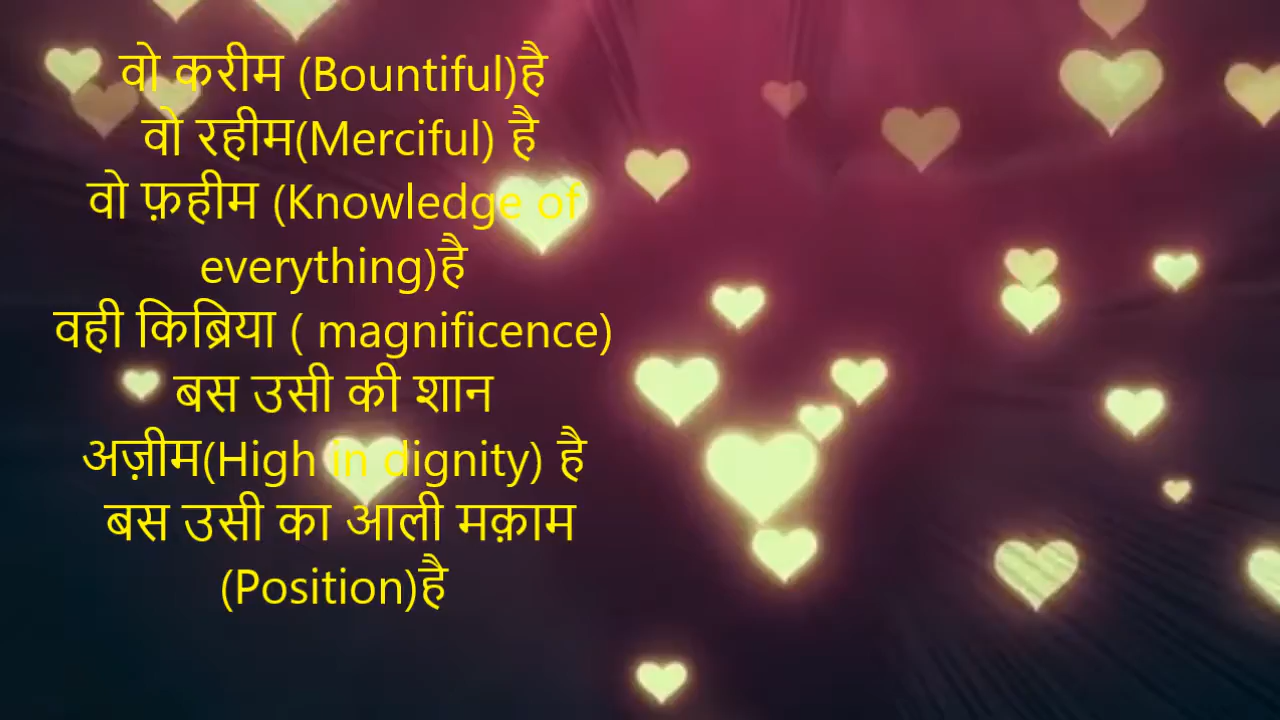 वो करीम (Bountiful)है
वो रहीम(Merciful) है
वो फ़हीम (Knowledge of
everything)है
वही किब्रिया ( magnificence)
बस उसी की शान
अज़ीम(High in dignity) है
बस उसी का आली मक़ाम
(Position)है